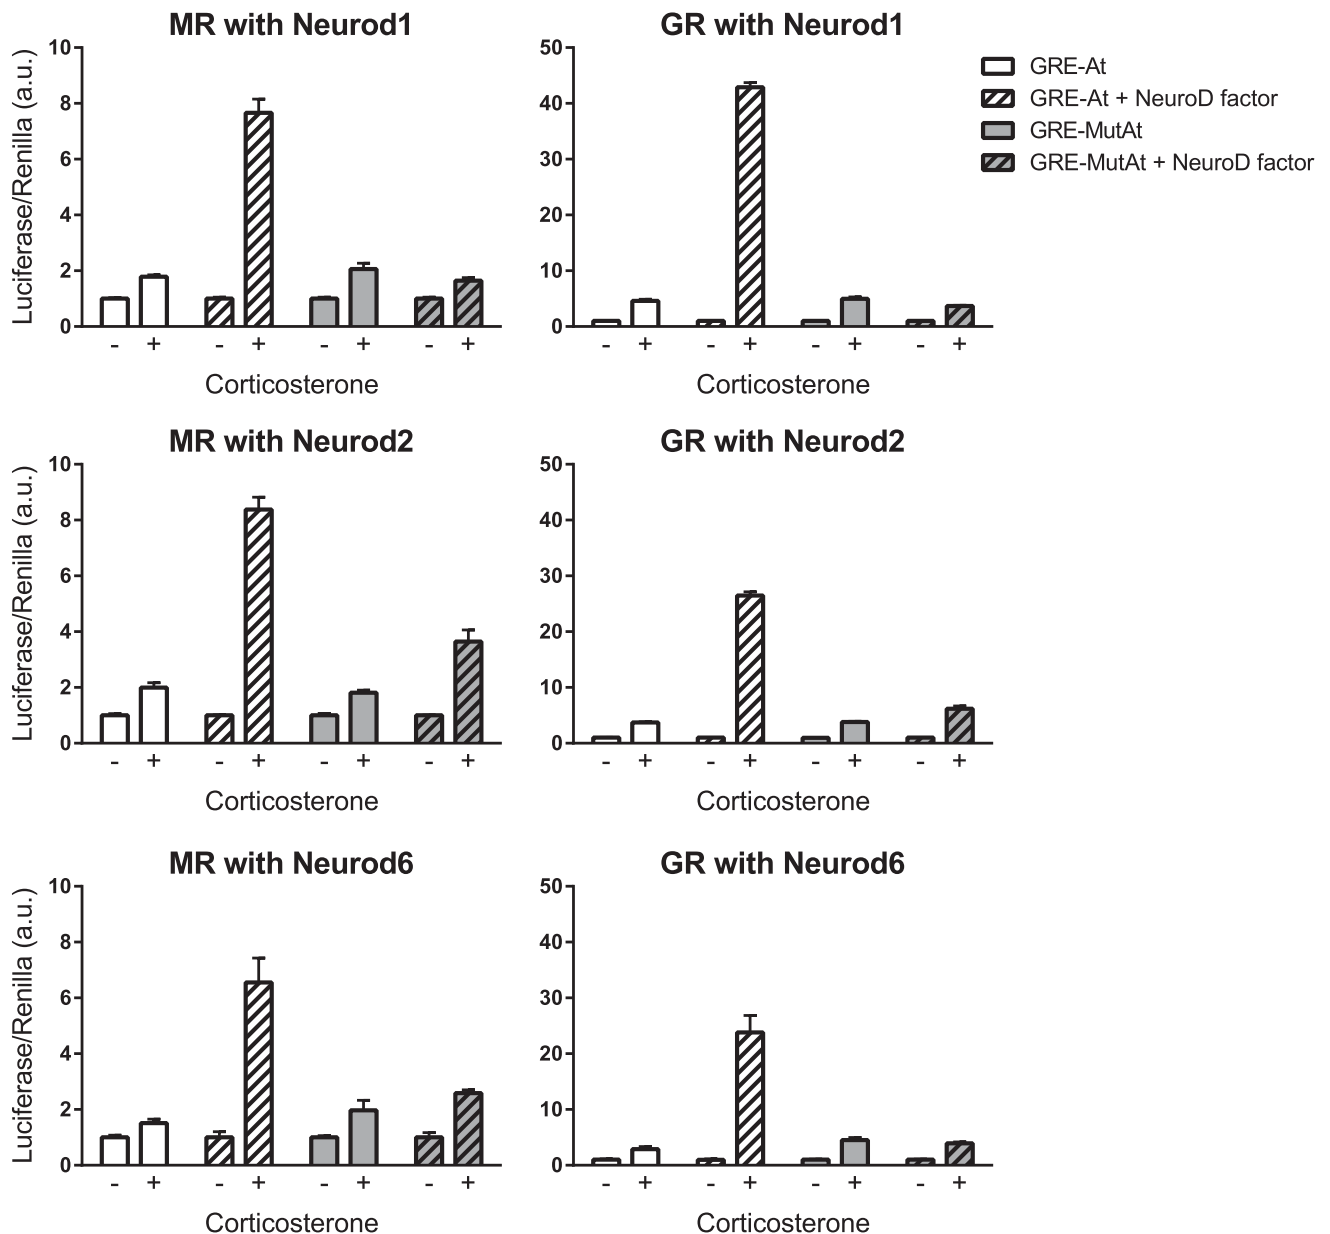 MR with Neurod1
Luciferase/Renilla (a.u.)
10
8
6
4
2
0
- + - + - + - +
Corticosterone
GR with Neurod1
50
40
30
20
10
0
- + - + - + - +
Corticosterone
GRE-At
GRE-At + NeuroD factor
GRE-MutAt
GRE-MutAt + NeuroD factor
MR with Neurod2
Luciferase/Renilla (a.u.)
10
8
6
4
2
0
- + - + - + - +
Corticosterone
GR with Neurod2
50
40
30
20
10
0
- + - + - + - +
Corticosterone
MR with Neurod6
Luciferase/Renilla (a.u.)
10
8
6
4
2
0
- + - + - + - +
Corticosterone
GR with Neurod6
50
40
30
20
10
0
- + - + - + - +
Corticosterone